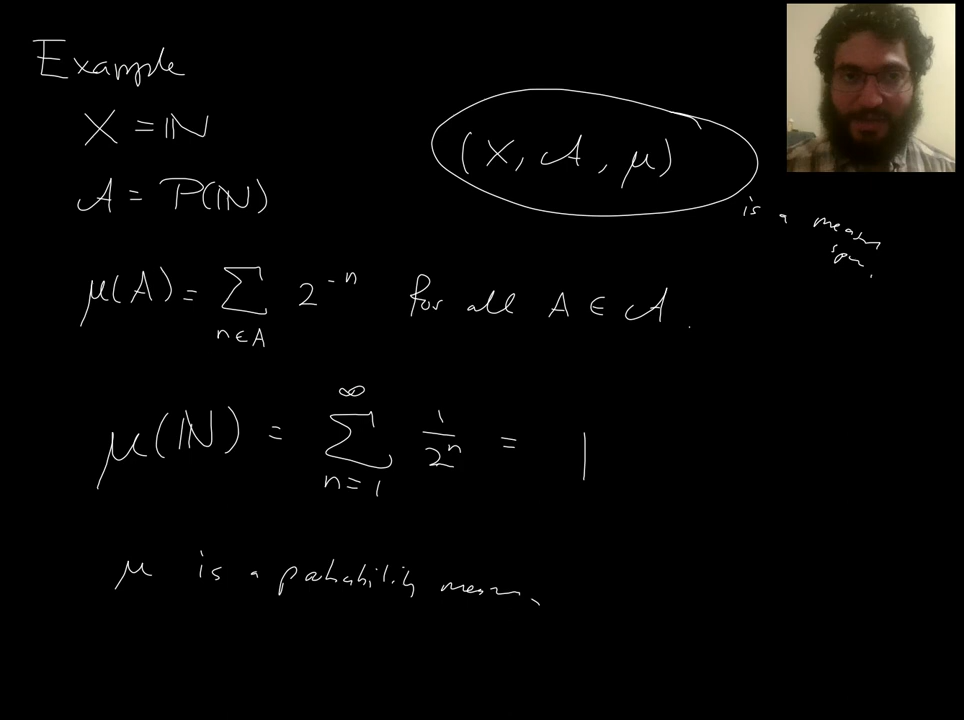 Example
X = ℕ
(X, 𝒜, μ)
𝒜 = P(ℕ)
is a
μ(A) = ∑_{n∈A} 2^{-n} for all A ∈ 𝒜.
μ(ℕ) = ∑_{n=1}^{∞} 1/2^n = 1
μ is a